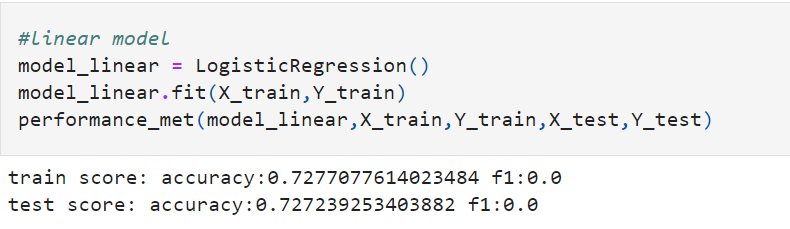 #linear model
model_linear = LogisticRegression()
model_linear.fit(X_train,Y_train)
performance_met(model_linear,X_train,Y_train,X_test,Y_test)
train score: accuracy:0.7277077614023484 f1:0.0
test score: accuracy:0.727239253403882 f1:0.0